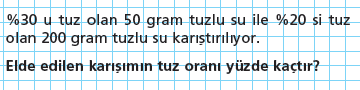 %30 u tuz olan 50 gram tuzlu su ile %20 si tuz
olan 200 gram tuzlu su karıştırılıyor.
Elde edilen karışımın tuz oranı yüzde kaçtır?